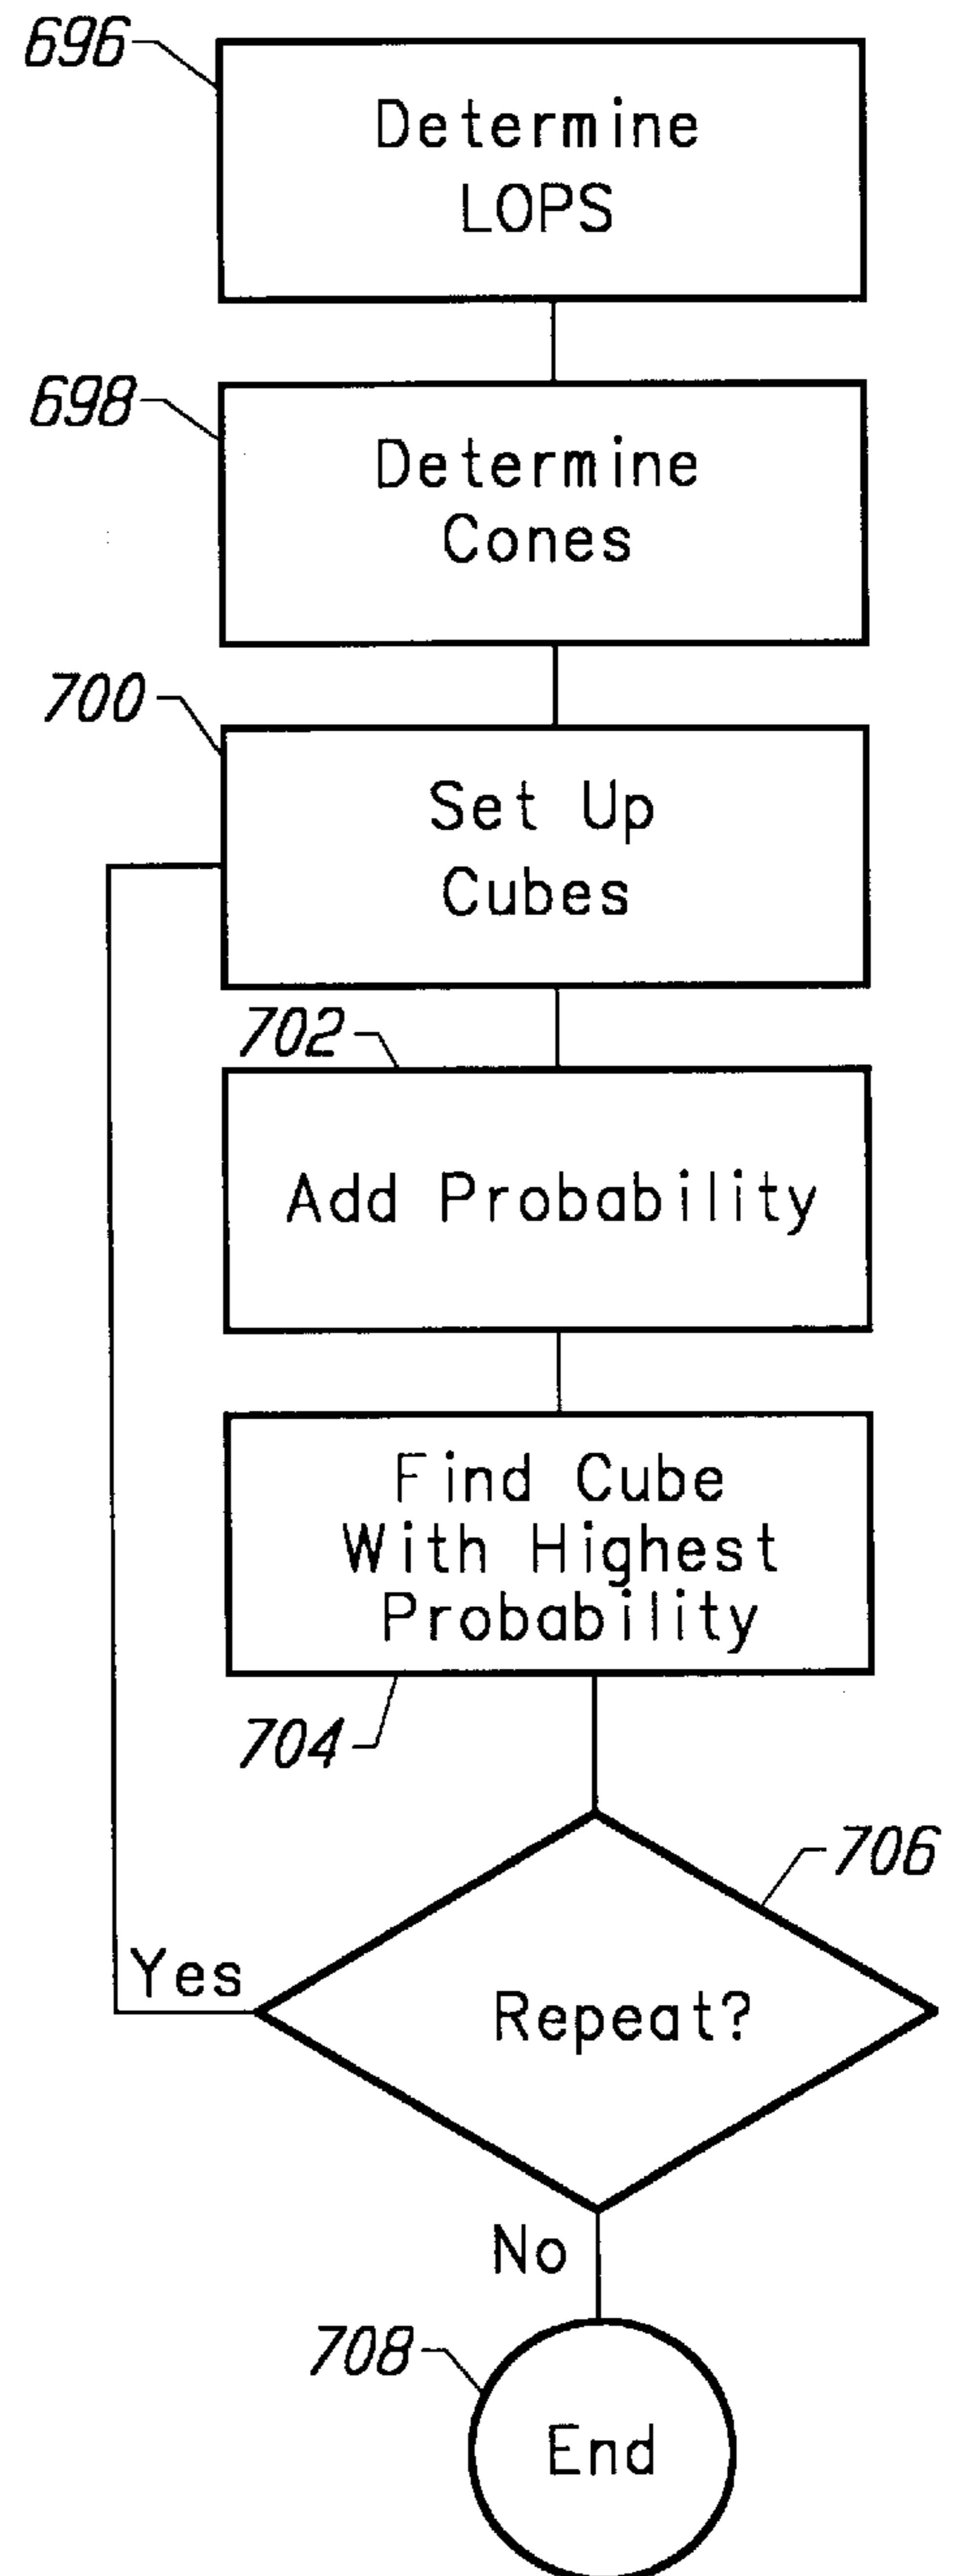 696
Determine
LOPS
698
Determine
Cones
700
Set Up
Cubes
702
Add Probability
Find Cube
With Highest
Probability
704
706
Repeat?
Yes
No
708
End